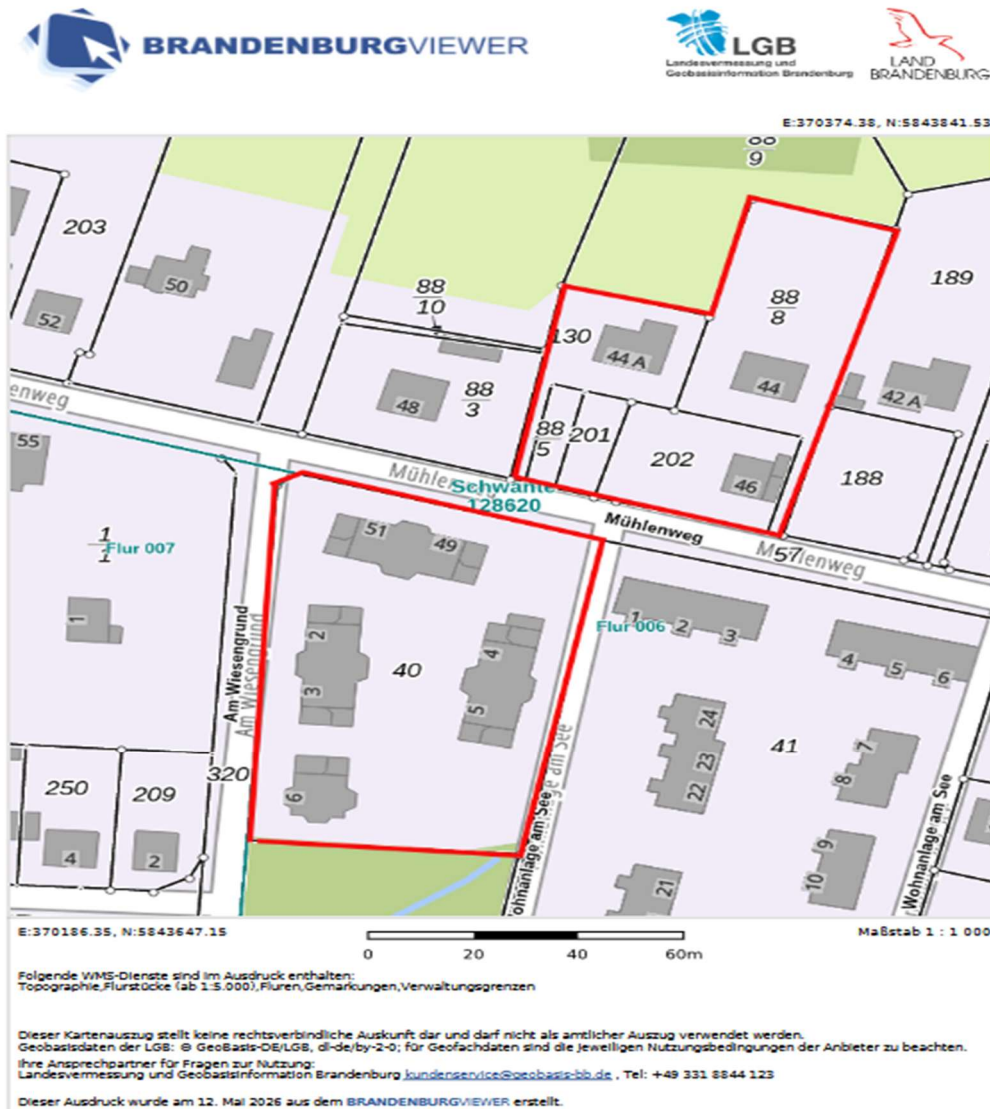 BRANDENBURGVIEWER
LGB
Landesvermessung und
Geobasisinformation Brandenburg
LAND
BRANDENBURG
E:370374.38, N:5843841.53
88
9
203
189
50
88
10
88
8
52
130
44 A
44
42 A
enweg
48
88
3
88
5
201
202
188
46
55
Mühlenweg
Schwante
128620
Mühlenweg
57
Mühlenweg
1
1
Flur 007
51
49
1
2
3
Flur 006
4
5
6
1
2
3
40
4
5
Am Wiesengrund
Am Wiesengrund
24
23
22
41
7
8
6
320
250
209
4
2
ohnanlage am See
nlage am See
Wohnanlage am See
9
10
21
E:370186.35, N:5843647.15
0 20 40 60m
Maßstab 1 : 1 000
Folgende WMS-Dienste sind im Ausdruck enthalten:
Topographie,Flurstücke (ab 1:5.000),Fluren,Gemarkungen,Verwaltungsgrenzen
Dieser Kartenauszug stellt keine rechtsverbindliche Auskunft dar und darf nicht als amtlicher Auszug verwendet werden.
Geobasisdaten der LGB: © GeoBasis-DE/LGB, dl-de/by-2-0; für Geofachdaten sind die jeweiligen Nutzungsbedingungen der Anbieter zu beachten.
Ihre Ansprechpartner für Fragen zur Nutzung:
Landesvermessung und Geobasisinformation Brandenburg kundenservice@geobasis-bb.de , Tel: +49 331 8844 123
Dieser Ausdruck wurde am 12. Mai 2026 aus dem BRANDENBURGVIEWER erstellt.